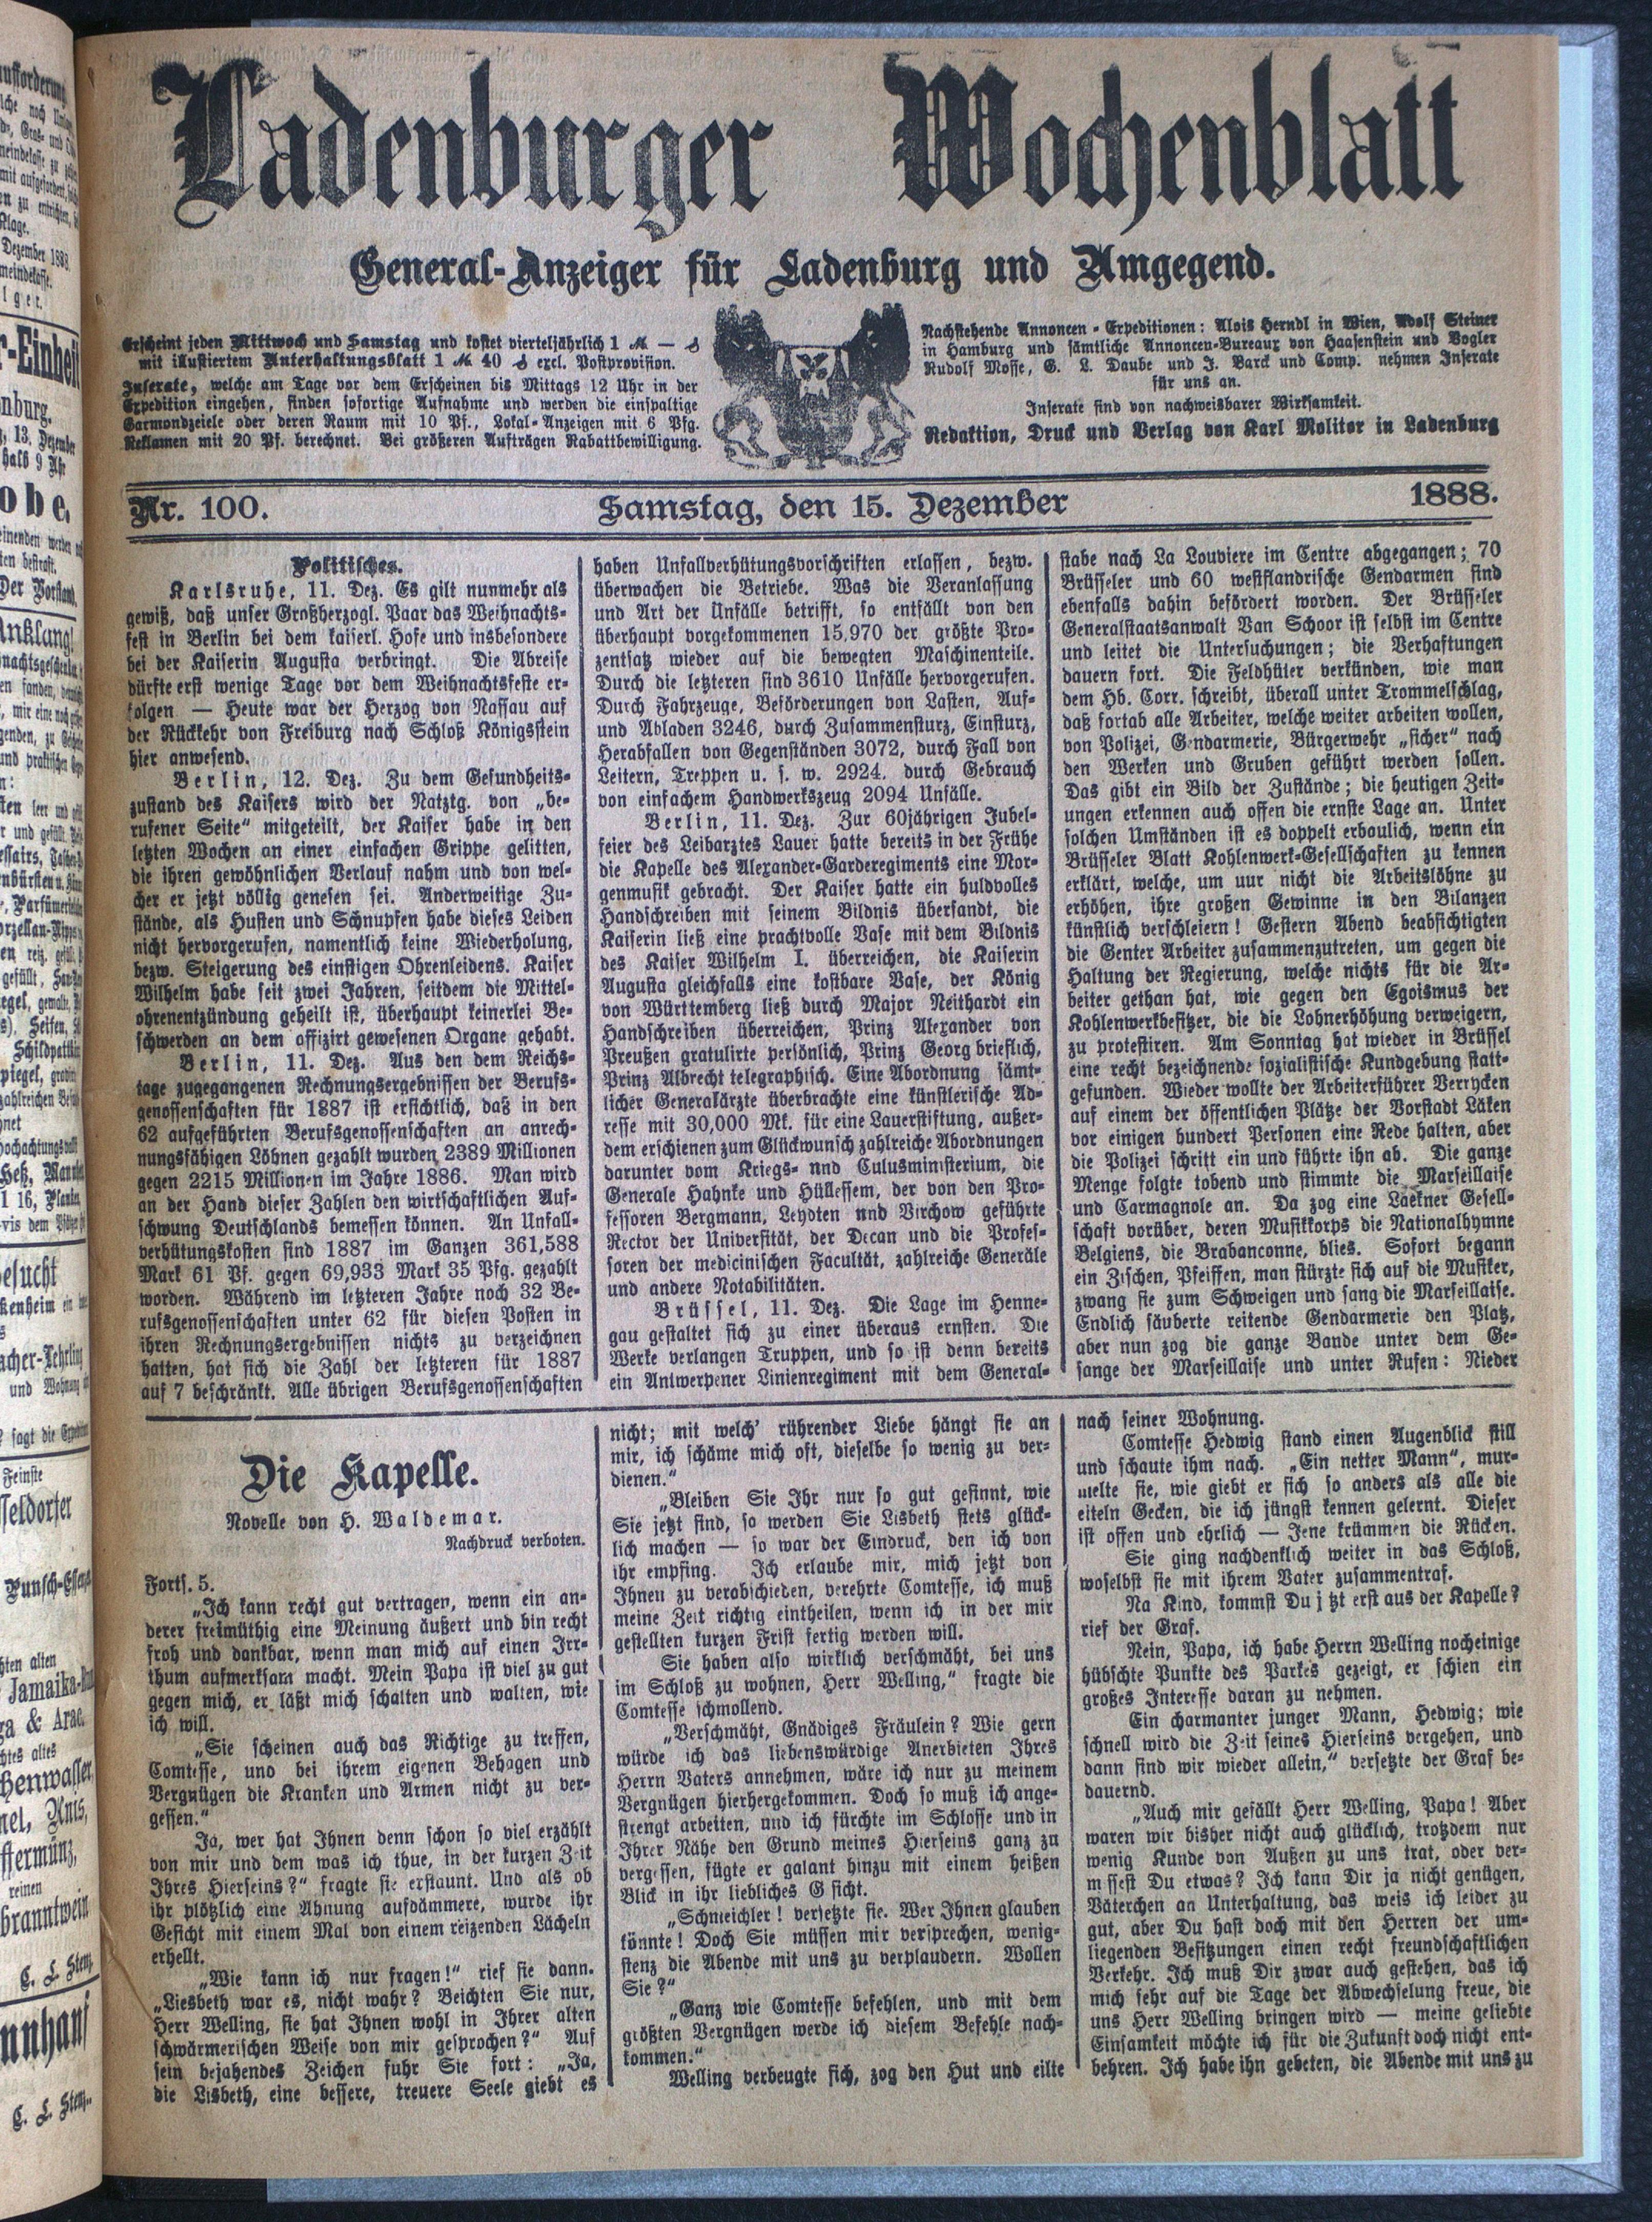 Ladenburger Wochenblatt
General-Anzeiger für Ladenburg und Umgegend.
Erscheint jeden Mittwoch und Samstag und kostet vierteljährlich 1 ℳ — ₰
mit illustiertem Unterhaltungsblatt 1 ℳ 40 ₰ excl. Postprovision.
Inserate, welche am Tage vor dem Erscheinen bis Mittags 12 Uhr in der
Expedition eingehen, finden sofortige Aufnahme und werden die einspaltige
Garmondzeiele oder deren Raum mit 10 Pf., Lokal-Anzeigen mit 6 Pfg.
Reklamen mit 20 Pf. berechnet. Bei größeren Aufträgen Rabattbewilligung.
Nachstehende Annoncen-Expeditionen: Alois Herndl in Wien, Adolf Steiner
in Hamburg und sämtliche Annoncen-Bureaux von Haasenstein und Vogler
Rudolf Mosse, G. L. Daube und J. Barck und Comp. nehmen Inserate
für uns an.
Inserate sind von nachweisbarer Wirksamkeit.
Redaktion, Druck und Verlag von Karl Molitor in Ladenburg
Nr. 100.
Samstag, den 15. Dezember
1888.
Politisches.
Karlsruhe, 11. Dez. Es gilt nunmehr als
gewiß, daß unser Großherzogl. Paar das Weihnachts-
fest in Berlin bei dem kaiserl. Hofe und insbesondere
bei der Kaiserin Augusta verbringt. Die Abreise
dürfte erst wenige Tage vor dem Weihnachtsfeste er-
folgen — Heute war der Herzog von Nassau auf
der Rückkehr von Freiburg nach Schloß Königsstein
hier anwesend.
Berlin, 12. Dez. Zu dem Gesundheits-
zustand des Kaisers wird der Natztg. von „be-
rufener Seite“ mitgeteilt, der Kaiser habe in den
letzten Wochen an einer einfachen Grippe gelitten,
die ihren gewöhnlichen Verlauf nahm und von wel-
cher er jetzt völlig genesen sei. Anderweitige Zu-
stände, als Husten und Schnupfen habe dieses Leiden
nicht hervorgerufen, namentlich keine Wiederholung,
bezw. Steigerung des einstigen Ohrenleidens. Kaiser
Wilhelm habe seit zwei Jahren, seitdem die Mittel-
ohrenentzündung geheilt ist, überhaupt keinerlei Be-
schwerden an dem affizirt gewesenen Organe gehabt.
Berlin, 11. Dez. Aus den dem Reichs-
tage zugegangenen Rechnungsergebnissen der Berufs-
genossenschaften für 1887 ist ersichtlich, daß in den
62 aufgeführten Berufsgenossenschaften an anrech-
nungsfähigen Löhnen gezahlt wurden 2389 Millionen
gegen 2215 Millionen im Jahre 1886. Man wird
an der Hand dieser Zahlen den wirtschaftlichen Auf-
schwung Deutschlands bemessen können. An Unfall-
verhütungskosten sind 1887 im Ganzen 361,588
Mark 61 Pf. gegen 69,933 Mark 35 Pfg. gezahlt
worden. Während im letzteren Jahre noch 32 Be-
rufsgenossenschaften unter 62 für diesen Posten in
ihren Rechnungsergebnissen nichts zu verzeichnen
hatten, hat sich die Zahl der letzteren für 1887
auf 7 beschränkt. Alle übrigen Berufsgenossenschaften
haben Unfallverhütungsvorschriften erlassen, bezw.
überwachen die Betriebe. Was die Veranlassung
und Art der Unfälle betrifft, so entfällt von den
überhaupt vorgekommenen 15,970 der größte Pro-
zentsatz wieder auf die bewegten Maschinenteile.
Durch die letzteren sind 3610 Unfälle hervorgerufen.
Durch Fahrzeuge, Beförderungen von Lasten, Auf-
und Abladen 3246, durch Zusammensturz, Einsturz,
Herabfallen von Gegenständen 3072, durch Fall von
Leitern, Treppen u. s. w. 2924. durch Gebrauch
von einfachem Handwerkszeug 2094 Unfälle.
Berlin, 11. Dez. Zur 60jährigen Jubel-
feier des Leibarztes Lauer hatte bereits in der Frühe
die Kapelle des Alexander-Garderegiments eine Mor-
genmusik gebracht. Der Kaiser hatte ein huldvolles
Handschreiben mit seinem Bildnis übersandt, die
Kaiserin ließ eine prachtvolle Vase mit dem Bildnis
des Kaiser Wilhelm I. überreichen, die Kaiserin
Augusta gleichfalls eine kostbare Vase, der König
von Württemberg ließ durch Major Neithardt ein
Handschreiben überreichen, Prinz Alexander von
Preußen gratulirte persönlich, Prinz Georg brieflich,
Prinz Albrecht telegraphisch. Eine Abordnung sämt-
licher Generalärzte überbrachte eine künstlerische Ad-
resse mit 30,000 Mk. für eine Lauerstiftung, außer-
dem erschienen zum Glückwunsch zahlreiche Abordnungen
darunter vom Kriegs- nnd Culusministerium, die
Generale Hahnke und Hüllessem, der von den Pro-
fessoren Bergmann, Leydten und Virchow geführte
Rector der Universität, der Decan und die Profes-
soren der medicinischen Facultät, zahlreiche Generäle
und andere Notabilitäten.
Brüssel, 11. Dez. Die Lage im Henne-
gau gestaltet sich zu einer überaus ernsten. Die
Werke verlangen Truppen, und so ist denn bereits
ein Antwerpener Linienregiment mit dem General-
stabe nach La Louviere im Centre abgegangen; 70
Brüsseler und 60 westflandrische Gendarmen sind
ebenfalls dahin befördert worden. Der Brüsseler
Generalstaatsanwalt Van Schoor ist selbst im Centre
und leitet die Untersuchungen; die Verhaftungen
dauern fort. Die Feldhüter verkünden, wie man
dem Hb. Corr. schreibt, überall unter Trommelschlag,
daß fortab alle Arbeiter, welche weiter arbeiten wollen,
von Polizei, Gendarmerie, Bürgerwehr „sicher“ nach
den Werken und Gruben geführt werden sollen.
Das gibt ein Bild der Zustände; die heutigen Zeit-
ungen erkennen auch offen die ernste Lage an. Unter
solchen Umständen ist es doppelt erbaulich, wenn ein
Brüsseler Blatt Kohlenwerk-Gesellschaften zu kennen
erklärt, welche, um uur nicht die Arbeitslöhne zu
erhöhen, ihre großen Gewinne in den Bilanzen
künstlich verschleiern! Gestern Abend beabsichtigten
die Genter Arbeiter zusammenzutreten, um gegen die
Haltung der Regierung, welche nichts für die Ar-
beiter gethan hat, wie gegen den Egoismus der
Kohlenwerkbesitzer, die die Lohnerhöhung verweigern,
zu protestiren. Am Sonntag hat wieder in Brüssel
eine recht bezeichnende sozialistische Kundgebung statt-
gefunden. Wieder wollte der Arbeiterführer Verrycken
auf einem der öffentlichen Plätze der Vorstadt Läken
vor einigen hundert Personen eine Rede halten, aber
die Polizei schritt ein und führte ihn ab. Die ganze
Menge folgte tobend und stimmte die Marseillaise
und Carmagnole an. Da zog eine Laekner Gesell-
schaft vorüber, deren Musikkorps die Nationalhymne
Belgiens, die Brabanconne, blies. Sofort begann
ein Zischen, Pfeiffen, man stürzte sich auf die Musiker,
zwang sie zum Schweigen und sang die Marseillaise.
Endlich säuberte reitende Gendarmerie den Platz,
aber nun zog die ganze Bande unter dem Ge-
sange der Marseillaise und unter Rufen: Nieder
Die Kapelle.
Novelle von H. Waldemar.
Nachdruck verboten.
Forts. 5.
„Ich kann recht gut vertragen, wenn ein an-
derer freimüthig eine Meinung äußert und bin recht
froh und dankbar, wenn man mich auf einen Irr-
thum aufmerksam macht. Mein Papa ist viel zu gut
gegen mich, er läßt mich schalten und walten, wie
ich will.
„Sie scheinen auch das Richtige zu treffen,
Comtesse, uno bei ihrem eigenen Behagen und
Vergnügen die Kranken und Armen nicht zu ver-
gessen.“
Ja, wer hat Ihnen denn schon so viel erzählt
von mir und dem was ich thue, in der kurzen Zeit
Ihres Hierseins?“ fragte sie erstaunt. Und als ob
ihr plötzlich eine Ahnung aufdämmere, wurde ihr
Gesicht mit einem Mal von einem reizenden Lächeln
erhellt.
„Wie kann ich nur fragen!“ rief sie dann.
„Liesbeth war es, nicht wahr? Beichten Sie nur,
Herr Welling, sie hat Ihnen wohl in Ihrer alten
schwärmerischen Weise von mir gesprochen?“ Auf
sein bejahendes Zeichen fuhr Sie fort: „Ja,
die Lisbeth, eine bessere, treuere Seele giebt es
nicht; mit welch’ rührender Liebe hängt sie an
mir, ich schäme mich oft, dieselbe so wenig zu ver-
dienen.“
„Bleiben Sie Ihr nur so gut gesinnt, wie
Sie jetzt sind, so werden Sie Lisbeth stets glück-
lich machen — so war der Eindruck, den ich von
ihr empfing. Ich erlaube mir, mich jetzt von
Ihnen zu verabschieden, verehrte Comtesse, ich muß
meine Zeit richtig eintheilen, wenn ich in der mir
gestellten kurzen Frist fertig werden will.
Sie haben also wirklich verschmäht, bei uns
im Schloß zu wohnen, Herr Welling,“ fragte die
Comtesse schmollend.
„Verschmäht, Gnädiges Fräulein? Wie gern
würde ich das liebenswürdige Anerbieten Ihres
Herrn Vaters annehmen, wäre ich nur zu meinem
Vergnügen hierhergekommen. Doch so muß ich ange-
strengt arbeiten, und ich fürchte im Schlosse und in
Ihrer Nähe den Grund meines Hierseins ganz zu
vergessen, fügte er galant hinzu mit einem heißen
Blick in ihr liebliches G sicht.
„Schmeichler! versetzte sie. Wer Ihnen glauben
könnte! Doch Sie müssen mir versprechen, wenig-
stenz die Abende mit uns zu verplaudern. Wollen
Sie?“
„Ganz wie Comtesse befehlen, und mit dem
größten Vergnügen werde ich diesem Befehle nach-
kommen.“
Welling verbeugte sich, zog den Hut und eilte
nach seiner Wohnung.
Comtesse Hedwig stand einen Augenblick still
und schaute ihm nach. „Ein netter Mann“, mur-
melte sie, wie giebt er sich so anders als alle die
eiteln Gecken, die ich jüngst kennen gelernt. Dieser
ist offen und ehrlich — Jene krümmen die Rücken.
Sie ging nachdenklich weiter in das Schloß,
woselbst sie mit ihrem Vater zusammentraf.
Na Kind, kommst Du j tzt erst aus der Kapelle?
rief der Graf.
Nein, Papa, ich habe Herrn Welling nocheinige
hübschte Punkte des Parkes gezeigt, er schien ein
großes Interesse daran zu nehmen.
Ein charmanter junger Mann, Hedwig; wie
schnell wird die Zeit seines Hierseins vergehen, und
dann sind wir wieder allein,“ versetzte der Graf be-
dauernd.
„Auch mir gefällt Herr Welling, Papa! Aber
waren wir bisher nicht auch glücklich, trotzdem nur
wenig Kunde von Außen zu uns trat, oder ver-
m ssest Du etwas? Ich kann Dir ja nicht genügen,
Väterchen an Unterhaltung, das weis ich leider zu
gut, aber Du hast doch mit den Herren der um-
liegenden Besitzungen einen recht freundschaftlichen
Verkehr. Ich muß Dir zwar auch gestehen, das ich
mich sehr auf die Tage der Abwechselung freue, die
uns Herr Welling bringen wird — meine geliebte
Einsamkeit möchte ich für die Zukunft doch nicht ent-
behren. Ich habe ihn gebeten, die Abende mit uns zu